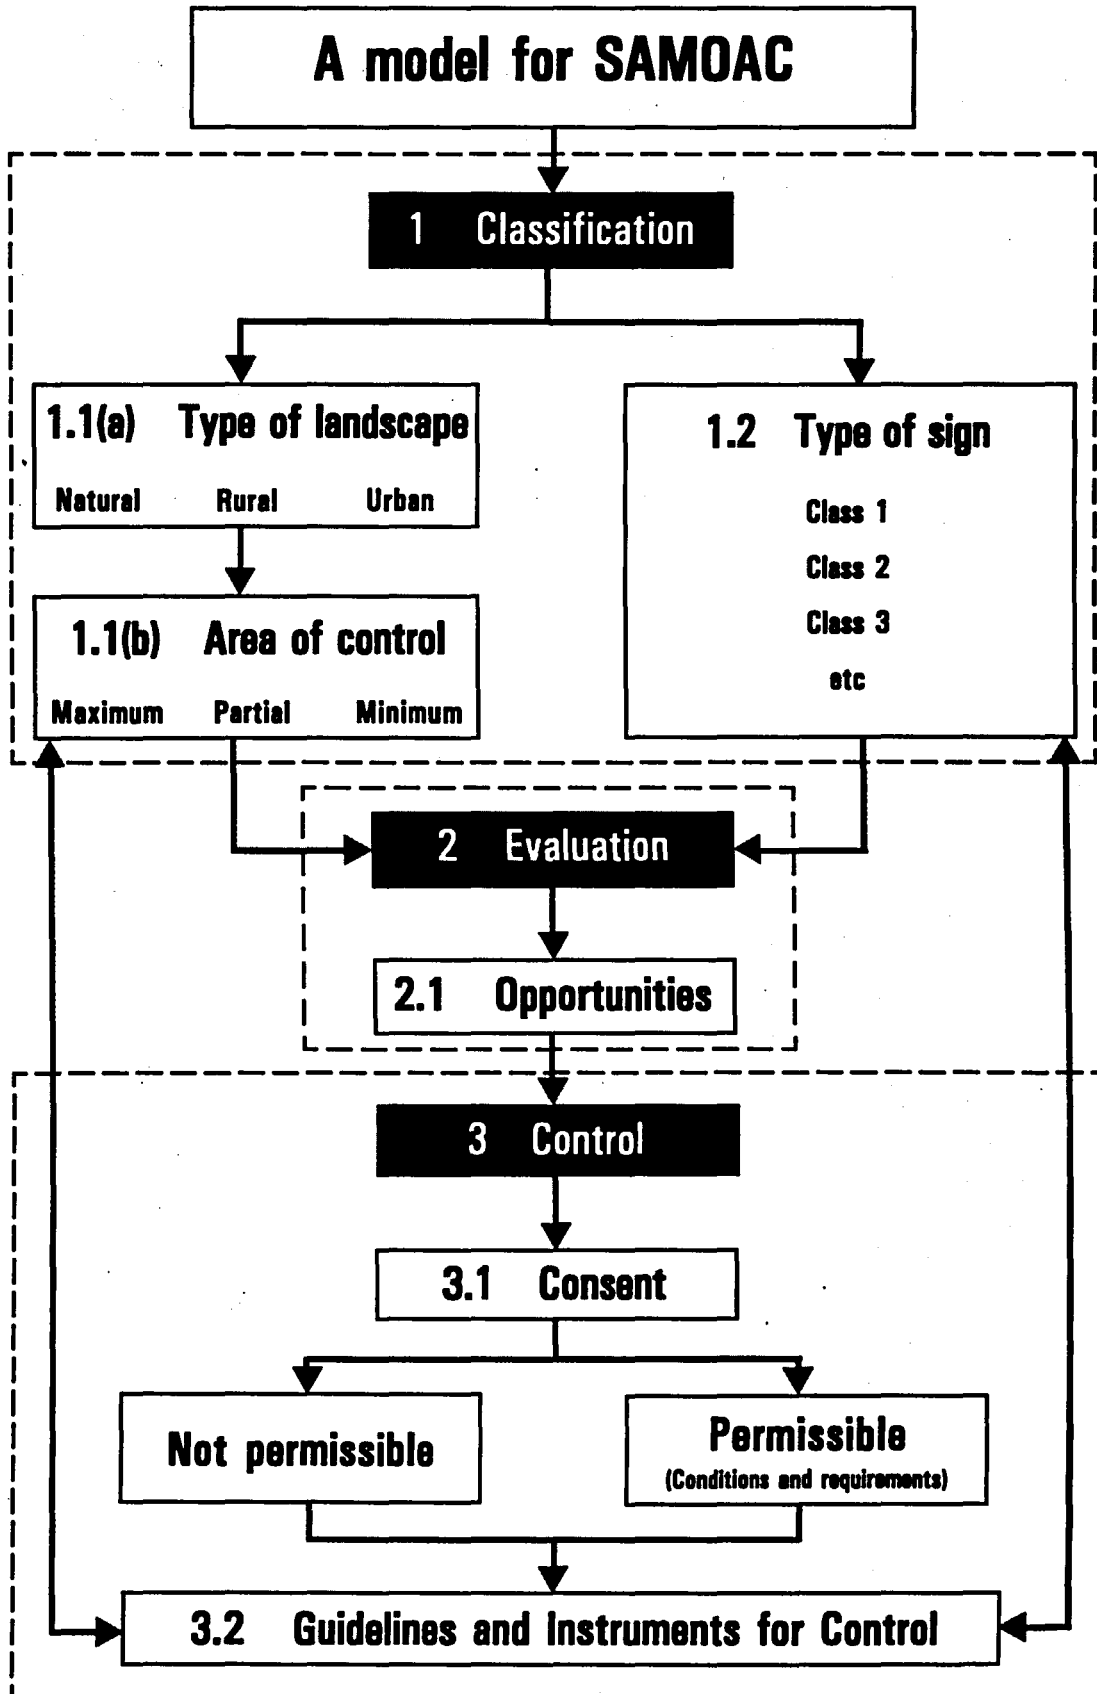 A model for SAMOAC
1 Classification
1.1(a) Type of landscape
Natural Rural Urban
1.2 Type of sign
Class 1
Class 2
Class 3
etc
1.1(b) Area of control
Maximum Partial Minimum
2 Evaluation
2.1 Opportunities
3 Control
3.1 Consent
Not permissible
Permissible
(Conditions and requirements)
3.2 Guidelines and Instruments for Control